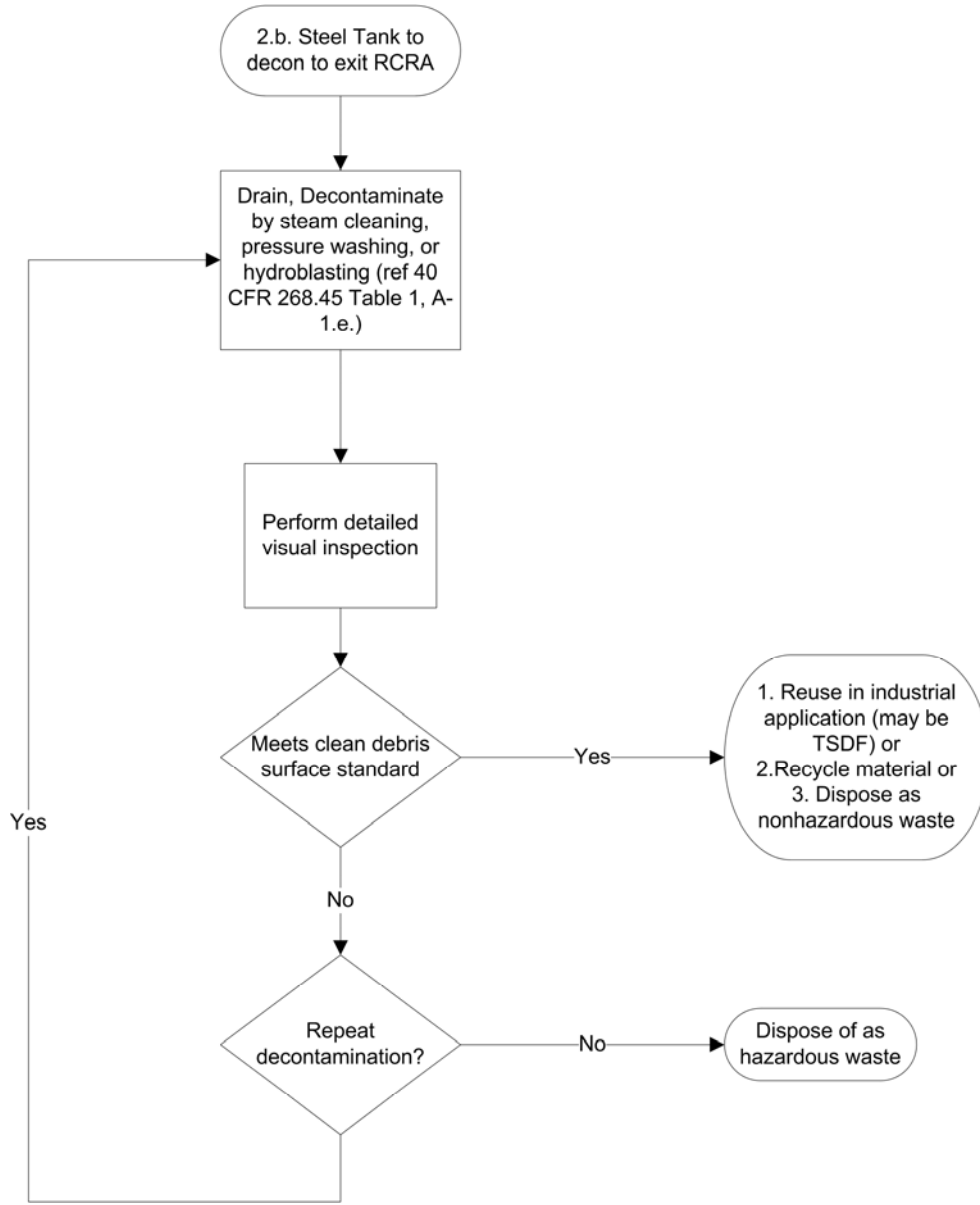 2.b. Steel Tank to
decon to exit RCRA
Drain, Decontaminate
by steam cleaning,
pressure washing, or
hydroblasting (ref 40
CFR 268.45 Table 1, A-
1.e.)
Perform detailed
visual inspection
Meets clean debris
surface standard
Yes
1. Reuse in industrial
application (may be
TSDF) or
2.Recycle material or
3. Dispose as
nonhazardous waste
Yes
No
Repeat
decontamination?
No
Dispose of as
hazardous waste